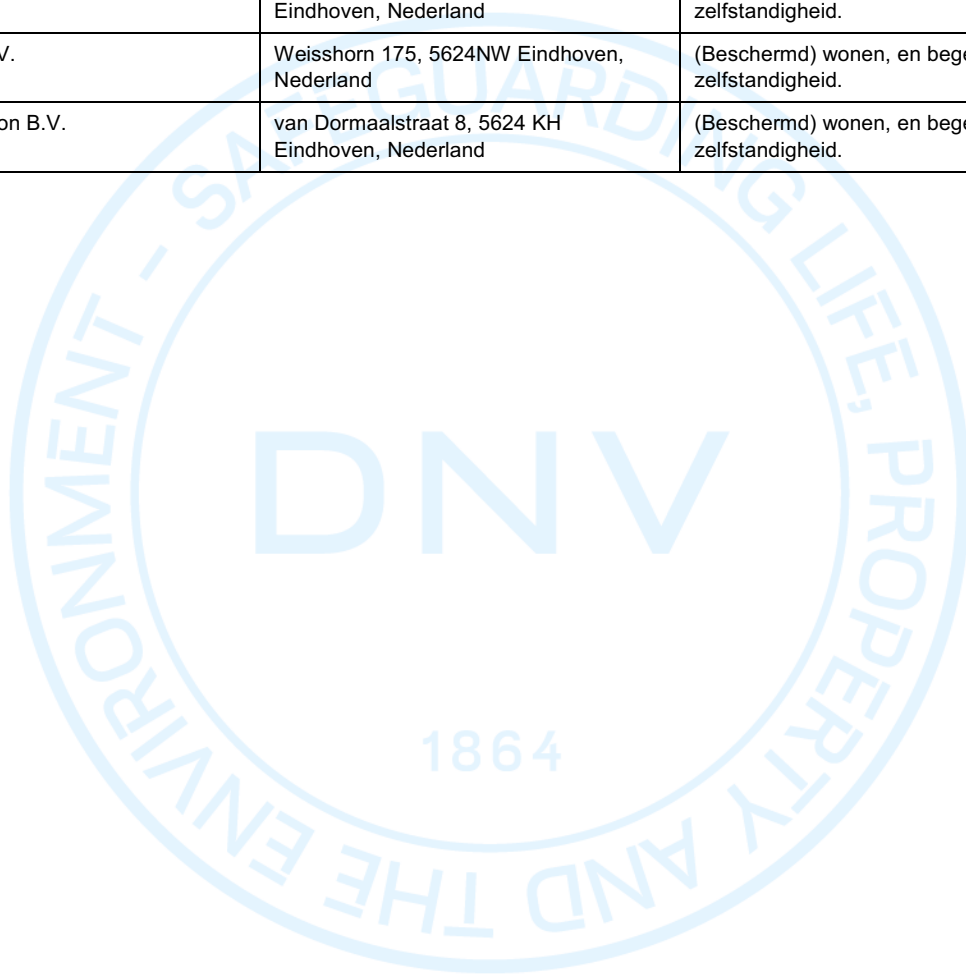 Eindhoven, Nederland
zelfstandigheid.
V.
Weisshorn 175, 5624NW Eindhoven,
Nederland
(Beschermd) wonen, en bege
zelfstandigheid.
on B.V.
van Dormaalstraat 8, 5624 KH
Eindhoven, Nederland
(Beschermd) wonen, en bege
zelfstandigheid.
SAFEGUARDING LIFE, PROPERTY AND THE ENVIRONMENT -
DNV
1864